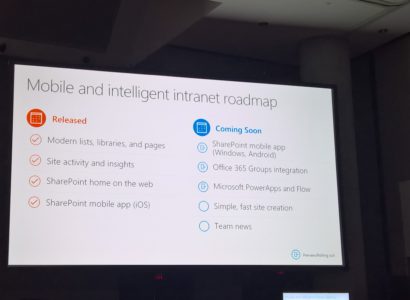 Mobile and intelligent intranet roadmap
Released
Modern lists, libraries, and pages
Site activity and insights
SharePoint home on the web
SharePoint mobile app (iOS)
Coming Soon
SharePoint mobile app
(Windows, Android)
Office 365 Groups integration
Microsoft PowerApps and Flow
Simple, fast site creation
Team news